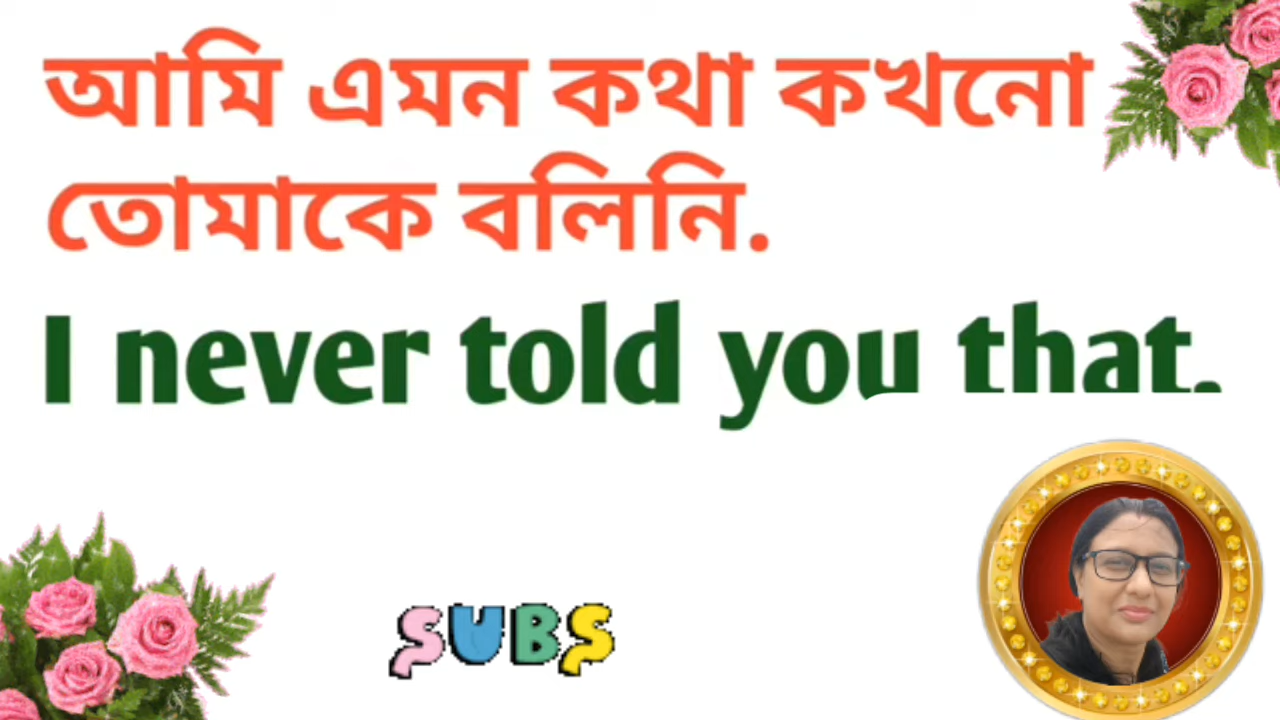 আমি এমন কথা কখনো
তোমাকে বলিনি.
I never told you that.
SUBS